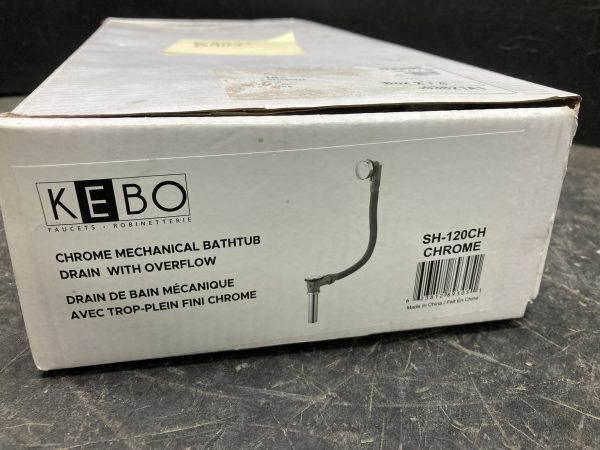 KEBO
FAUCETS • ROBINETTERIE
CHROME MECHANICAL BATHTUB
DRAIN WITH OVERFLOW
DRAIN DE BAIN MÉCANIQUE
AVEC TROP-PLEIN FINI CHROME
SH-120CH
CHROME
Made In China / Fait En Chine